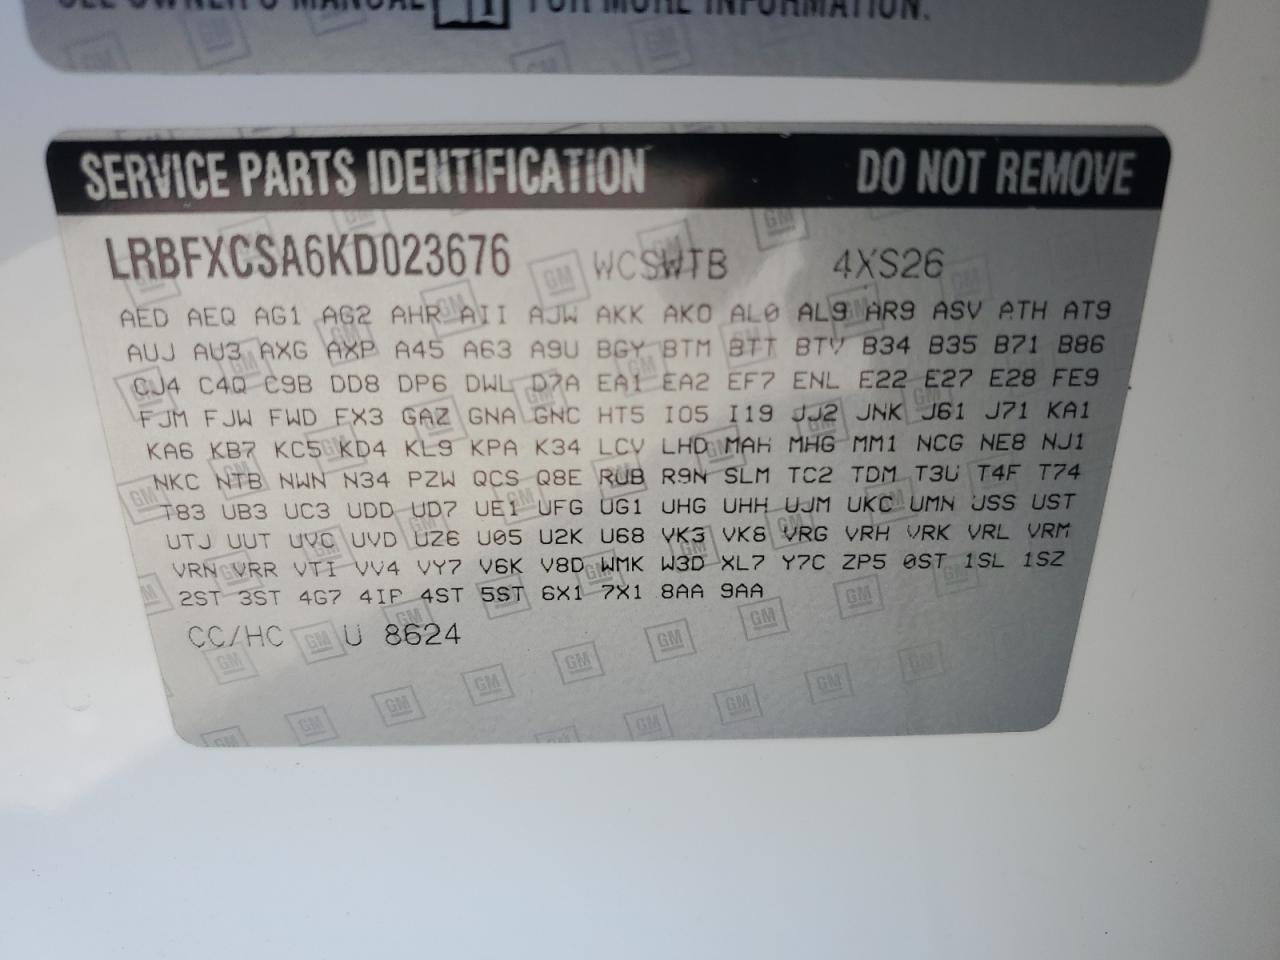 SEE OWNER'S MANUAL FOR MORE INFORMATION.
SERVICE PARTS IDENTIFICATION DO NOT REMOVE
LRBFXCSA6KD023676 WCSWTB 4XS26
AED AEQ AG1 AG2 AHR AII AJW AKK AKO AL0 AL9 AR9 ASV ATH AT9
AUJ AU3 AXG AXP A45 A63 A9U BGY BTM BTT BTV B34 B35 B71 B86
CJ4 C4Q C9B DD8 DP6 DWL D7A EA1 EA2 EF7 ENL E22 E27 E28 FE9
FJM FJW FWD FX3 GAZ GNA GNC HT5 IO5 I19 JJ2 JNK J61 J71 KA1
KA6 KB7 KC5 KD4 KL9 KPA K34 LCV LHD MAH MHG MM1 NCG NE8 NJ1
NKC NTB NWN N34 PZW QCS Q8E RUB R9N SLM TC2 TDM T3U T4F T74
T83 UB3 UC3 UDD UD7 UE1 UFG UG1 UHG UHH UJM UKC UMN USS UST
UTJ UUT UVC UVD UZ6 U05 U2K U68 VK3 VK8 VRG VRH VRK VRL VRM
VRN VRR VTI VV4 VY7 V6K V8D WMK W3D XL7 Y7C ZP5 0ST 1SL 1SZ
2ST 3ST 4G7 4IP 4ST 5ST 6X1 7X1 8AA 9AA
CC/HC U 8624